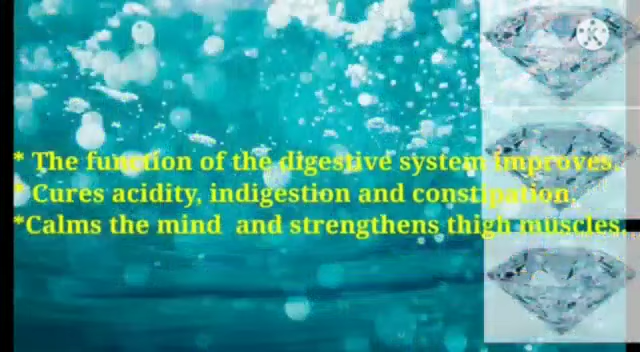 * The function of the digestive system improves.
* Cures acidity, indigestion and constipation.
*Calms the mind and strengthens thigh muscles.